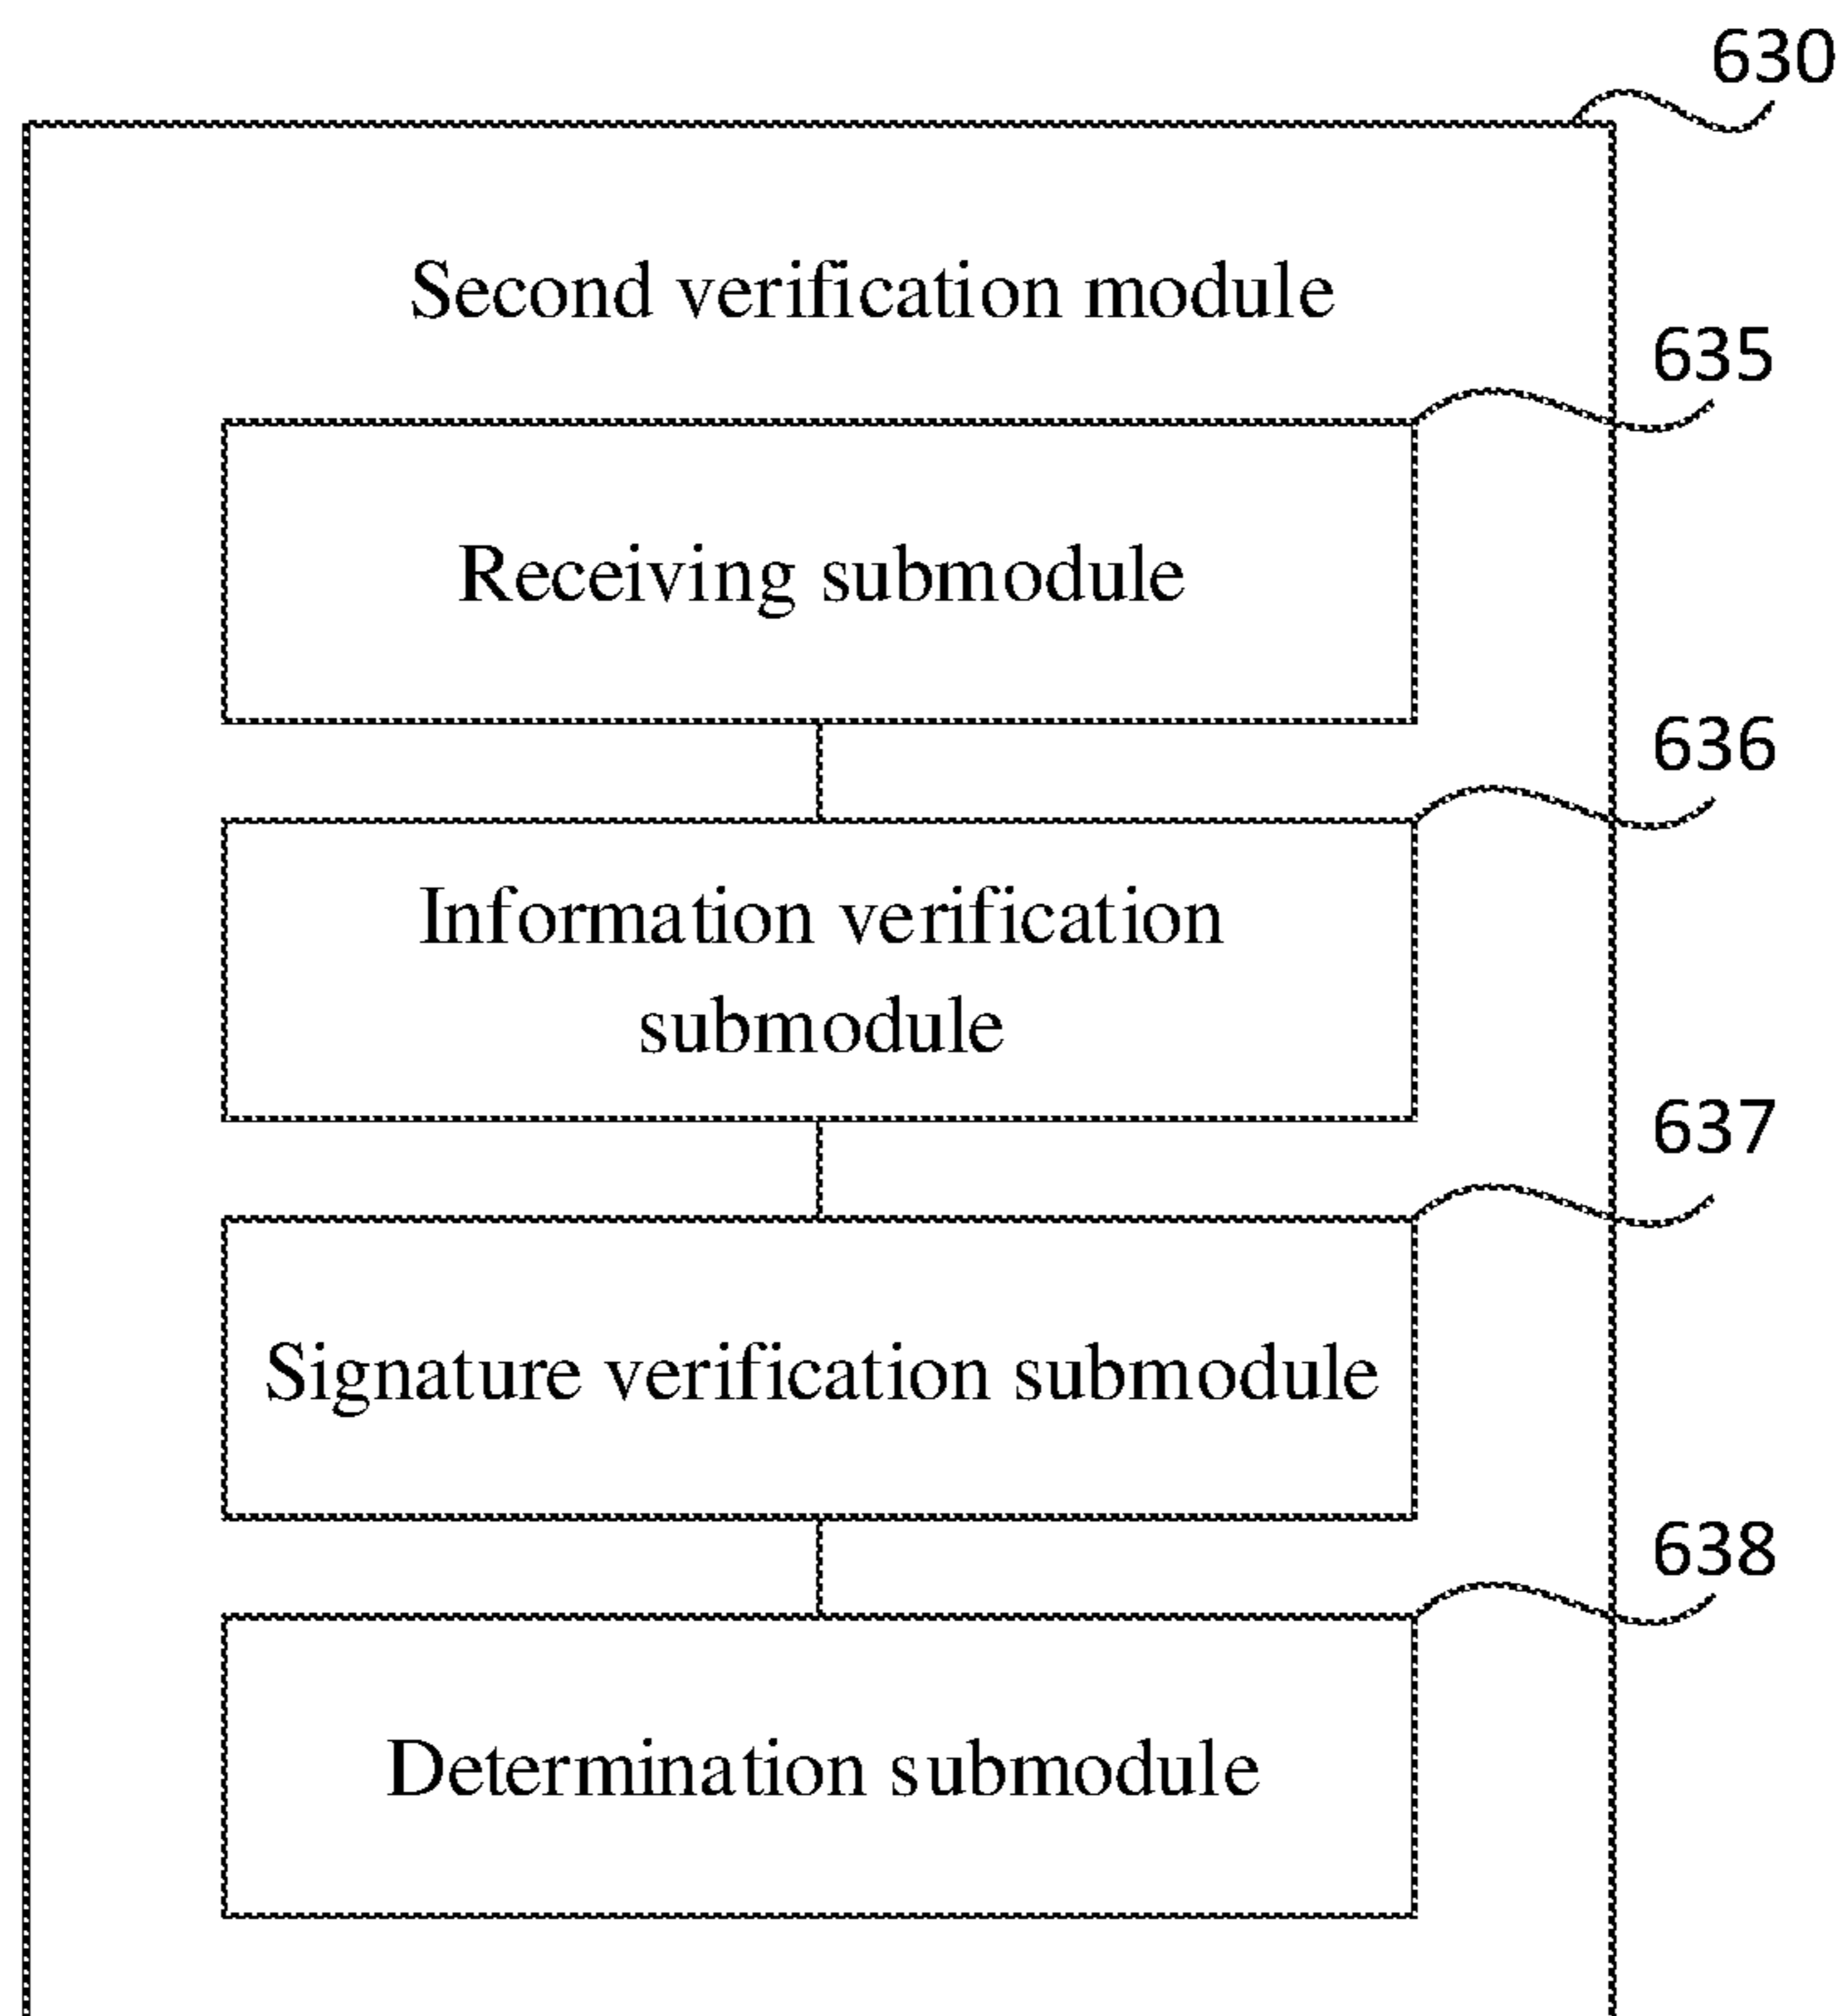 630
Second verification module
635
Receiving submodule
636
Information verification
submodule
637
Signature verification submodule
638
Determination submodule